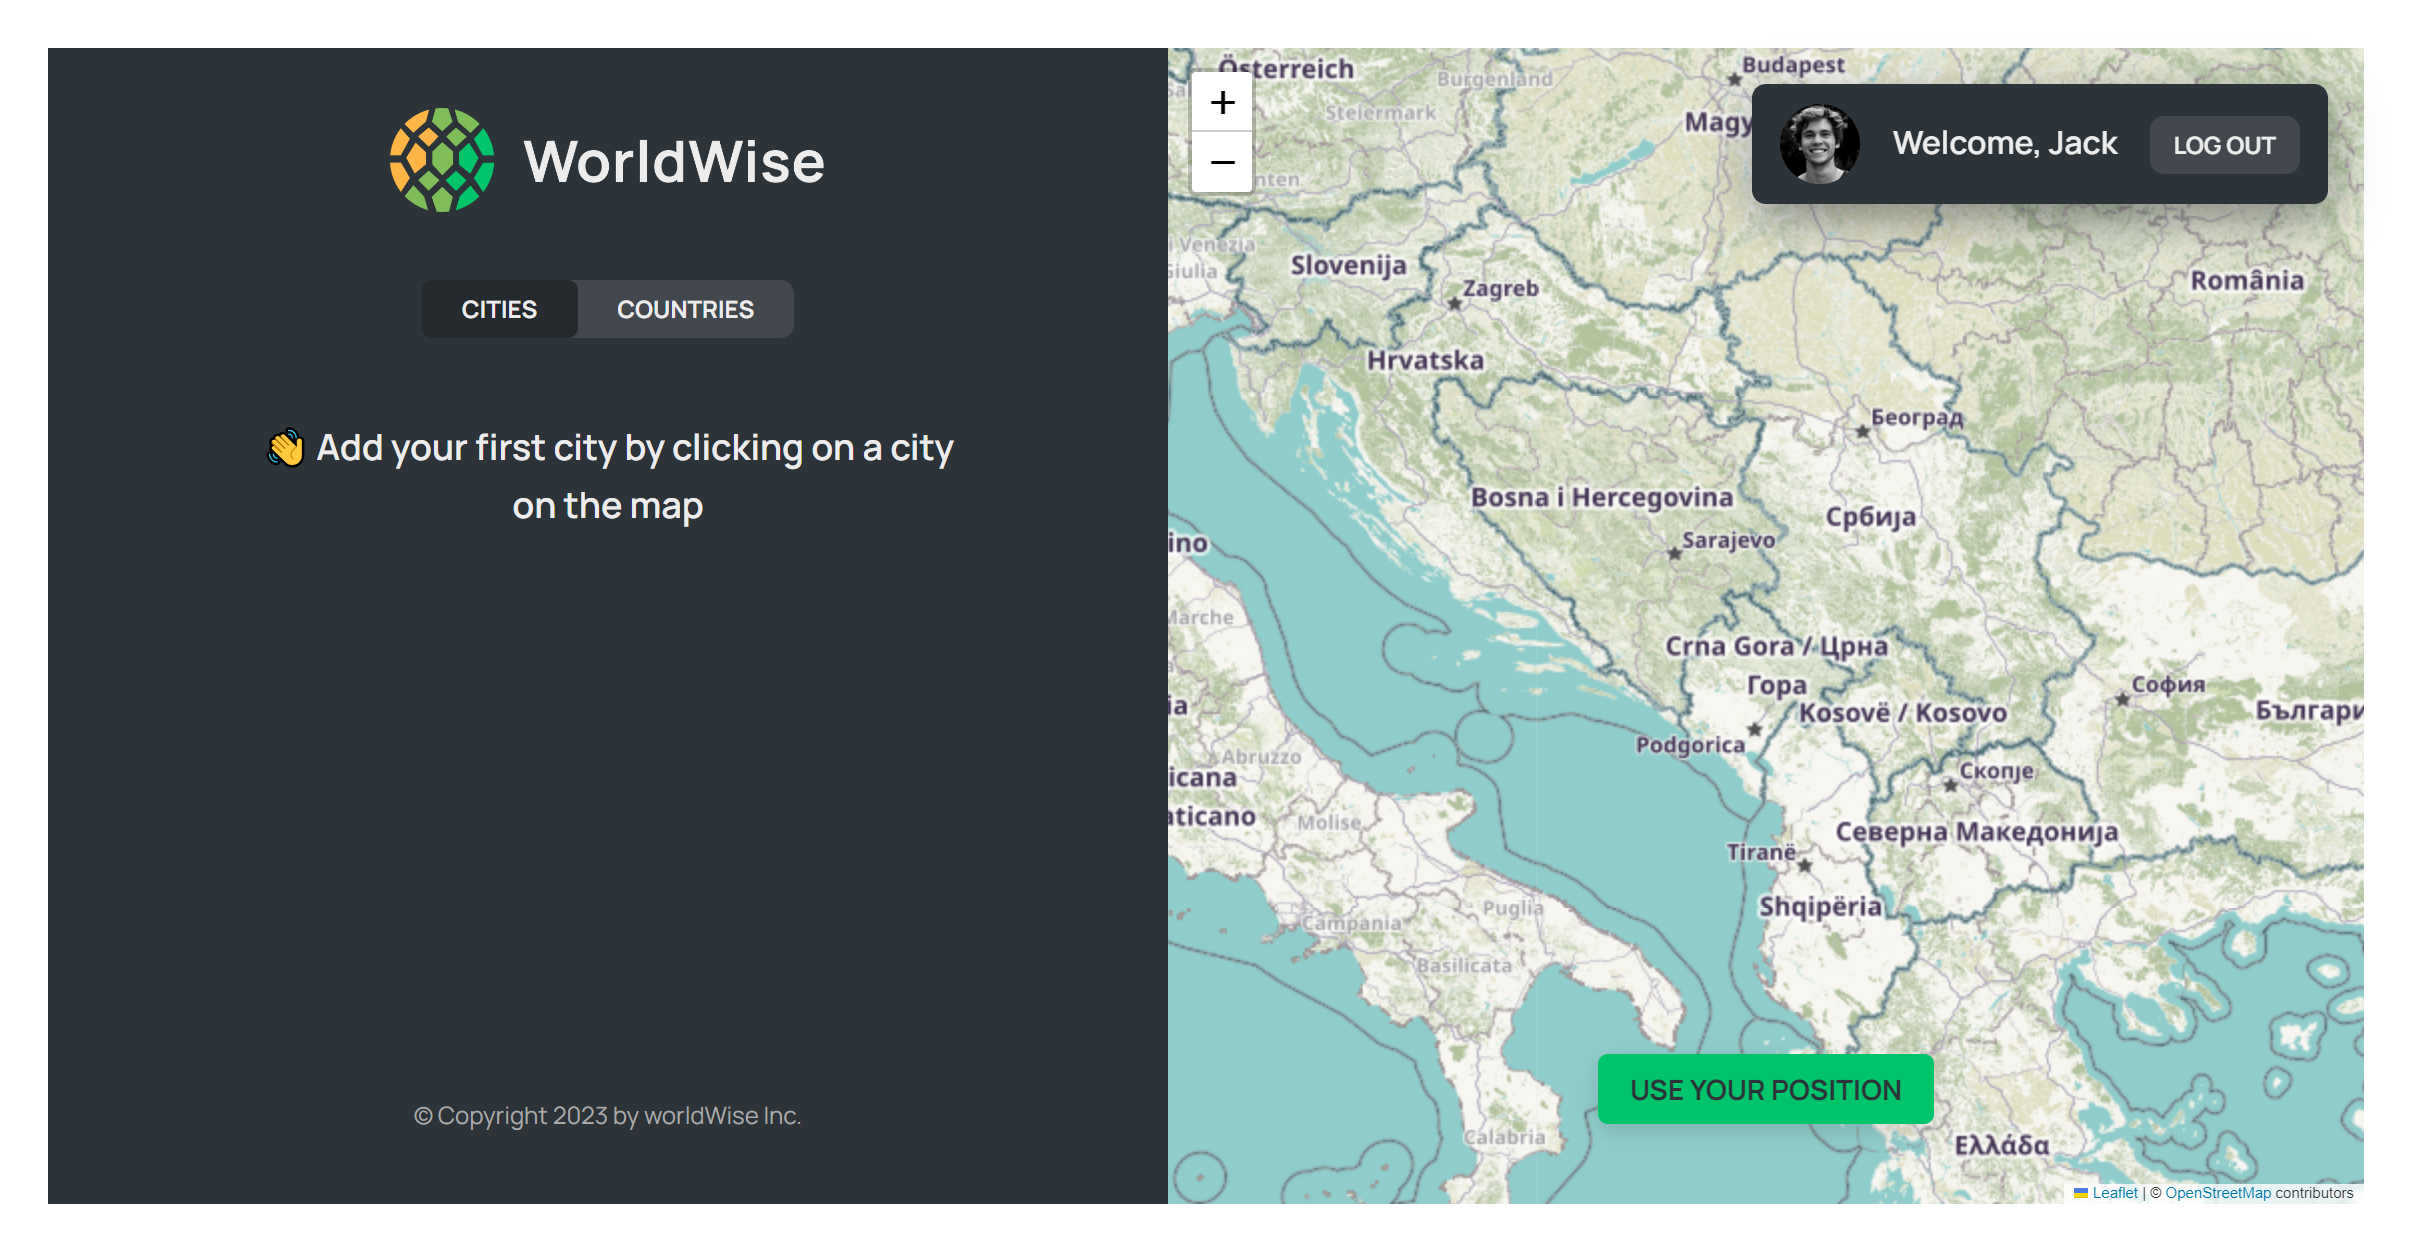 WorldWise
CITIES
COUNTRIES
👋 Add your first city by clicking on a city
on the map
© Copyright 2023 by worldWise Inc.
+
−
Welcome, Jack
LOG OUT
Österreich
Burgenland
Budapest
Steiermark
Magy
nten
i Venezia
Giulia
Slovenija
Zagreb
România
Hrvatska
Београд
Bosna i Hercegovina
Србија
Sarajevo
ino
Marche
Crna Gora / Црна
Гора
София
ia
Kosovë / Kosovo
Българи
Podgorica
Abruzzo
icana
Скопје
aticano
Molise
Северна Македонија
Tiranë
Shqipëria
Puglia
Campania
Basilicata
USE YOUR POSITION
Calabria
Ελλάδα
Leaflet | © OpenStreetMap contributors